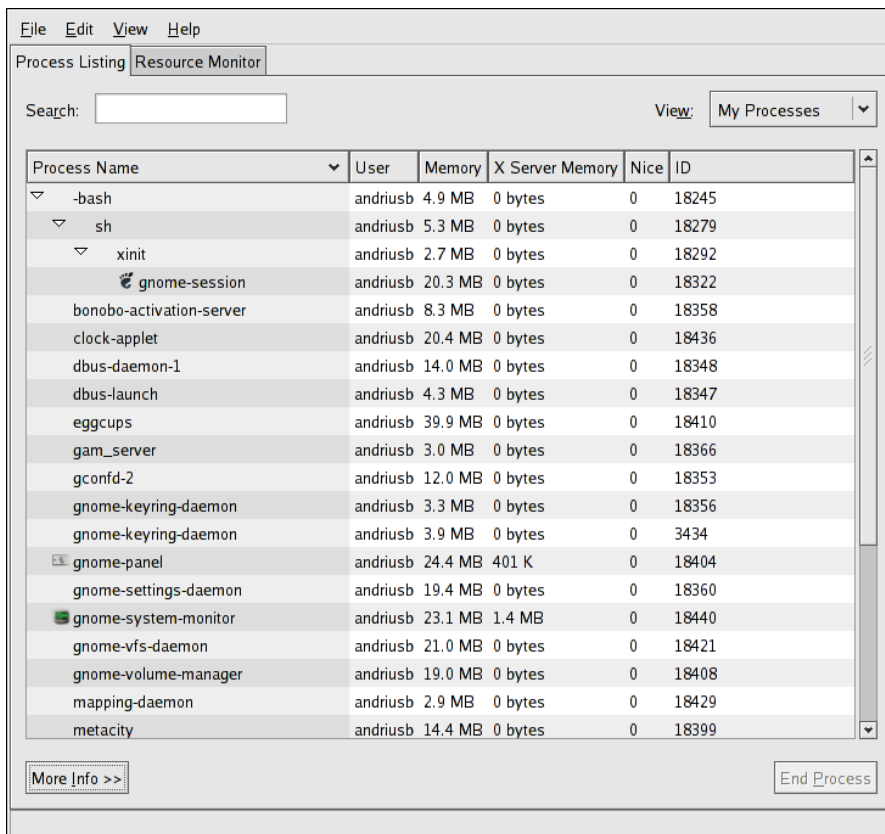 File Edit View Help
Process Listing Resource Monitor
Search: View: My Processes
Process Name User Memory X Server Memory Nice ID
-bash andriusb 4.9 MB 0 bytes 0 18245
sh andriusb 5.3 MB 0 bytes 0 18279
xinit andriusb 2.7 MB 0 bytes 0 18292
gnome-session andriusb 20.3 MB 0 bytes 0 18322
bonobo-activation-server andriusb 8.3 MB 0 bytes 0 18358
clock-applet andriusb 20.4 MB 0 bytes 0 18436
dbus-daemon-1 andriusb 14.0 MB 0 bytes 0 18348
dbus-launch andriusb 4.3 MB 0 bytes 0 18347
eggcups andriusb 39.9 MB 0 bytes 0 18410
gam_server andriusb 3.0 MB 0 bytes 0 18366
gconfd-2 andriusb 12.0 MB 0 bytes 0 18353
gnome-keyring-daemon andriusb 3.3 MB 0 bytes 0 18356
gnome-keyring-daemon andriusb 3.9 MB 0 bytes 0 3434
gnome-panel andriusb 24.4 MB 401 K 0 18404
gnome-settings-daemon andriusb 19.4 MB 0 bytes 0 18360
gnome-system-monitor andriusb 23.1 MB 1.4 MB 0 18440
gnome-vfs-daemon andriusb 21.0 MB 0 bytes 0 18421
gnome-volume-manager andriusb 19.0 MB 0 bytes 0 18408
mapping-daemon andriusb 2.9 MB 0 bytes 0 18429
metacity andriusb 14.4 MB 0 bytes 0 18399
More Info >> End Process